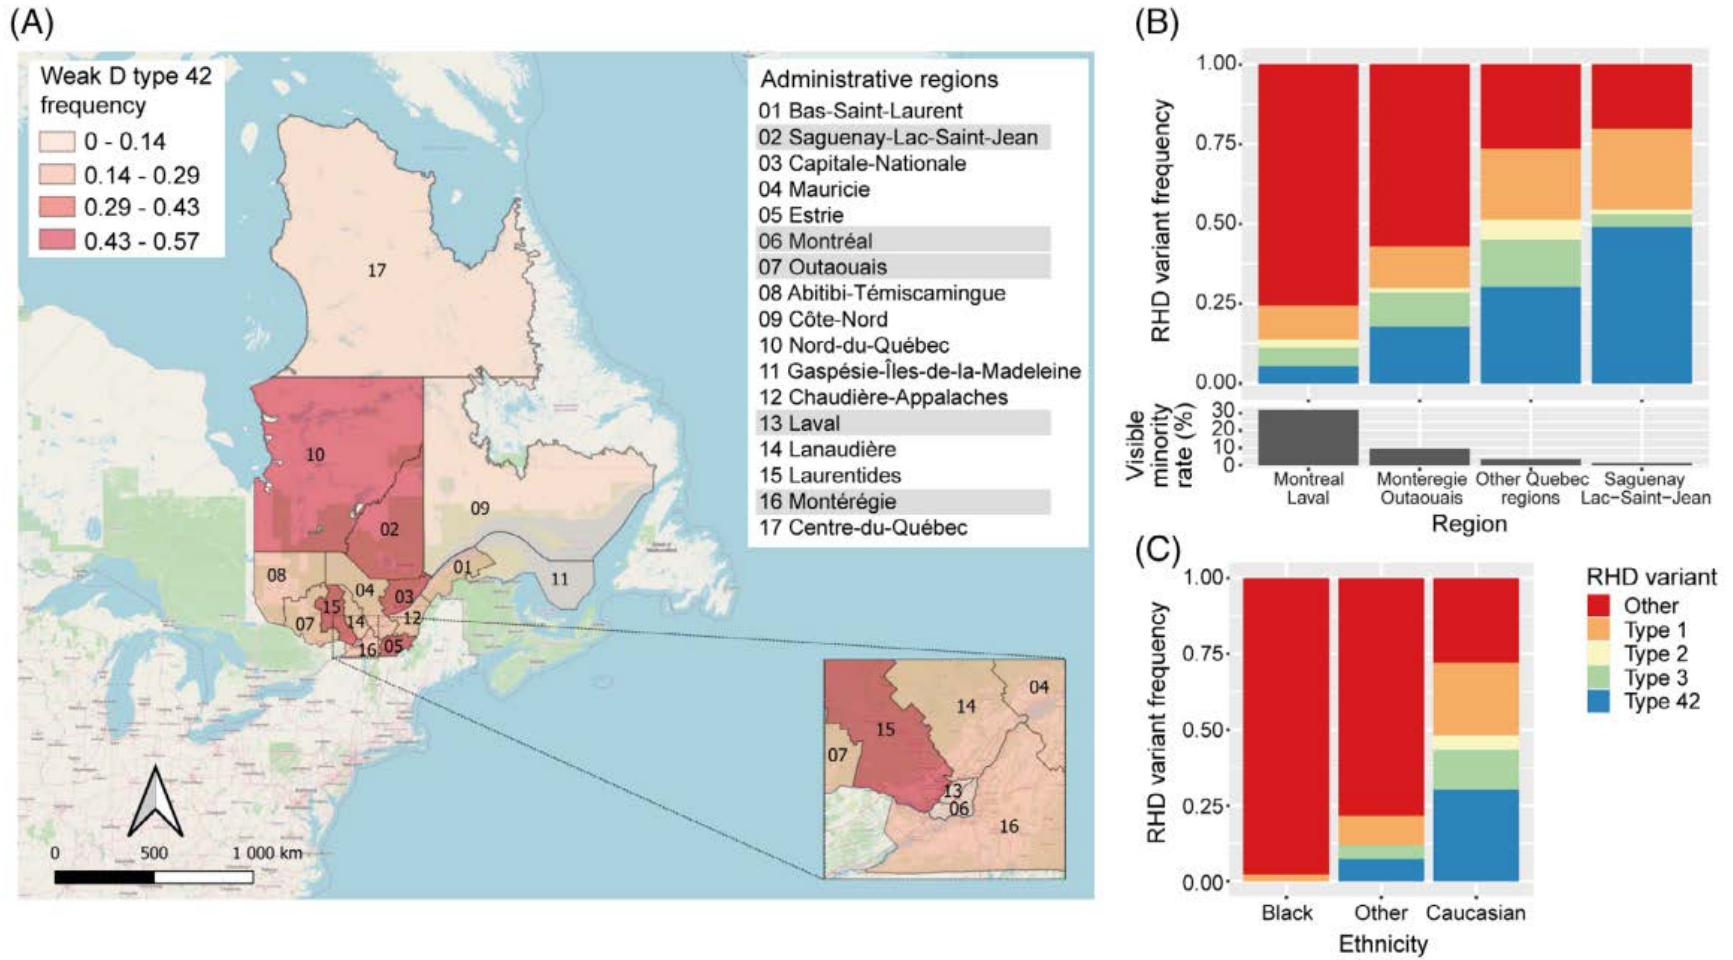 (A)
Weak D type 42
frequency
0 - 0.14
0.14 - 0.29
0.29 - 0.43
0.43 - 0.57
Administrative regions
01 Bas-Saint-Laurent
02 Saguenay-Lac-Saint-Jean
03 Capitale-Nationale
04 Mauricie
05 Estrie
06 Montréal
07 Outaouais
08 Abitibi-Témiscamingue
09 Côte-Nord
10 Nord-du-Québec
11 Gaspésie-Îles-de-la-Madeleine
12 Chaudière-Appalaches
13 Laval
14 Lanaudière
15 Laurentides
16 Montérégie
17 Centre-du-Québec
17
10
02
09
08
04
01
11
15
03
07
14
12
16
05
04
14
15
07
13
06
16
0 500 1 000 km
(B)
RHD variant frequency
1.00
0.75
0.50
0.25
0.00
Visible
minority
rate (%)
30
20
10
0
Montreal
Laval
Monteregie
Outaouais
Other Quebec
regions
Saguenay
Lac-Saint-Jean
Region
(C)
RHD variant frequency
1.00
0.75
0.50
0.25
0.00
Black
Other
Caucasian
Ethnicity
RHD variant
Other
Type 1
Type 2
Type 3
Type 42